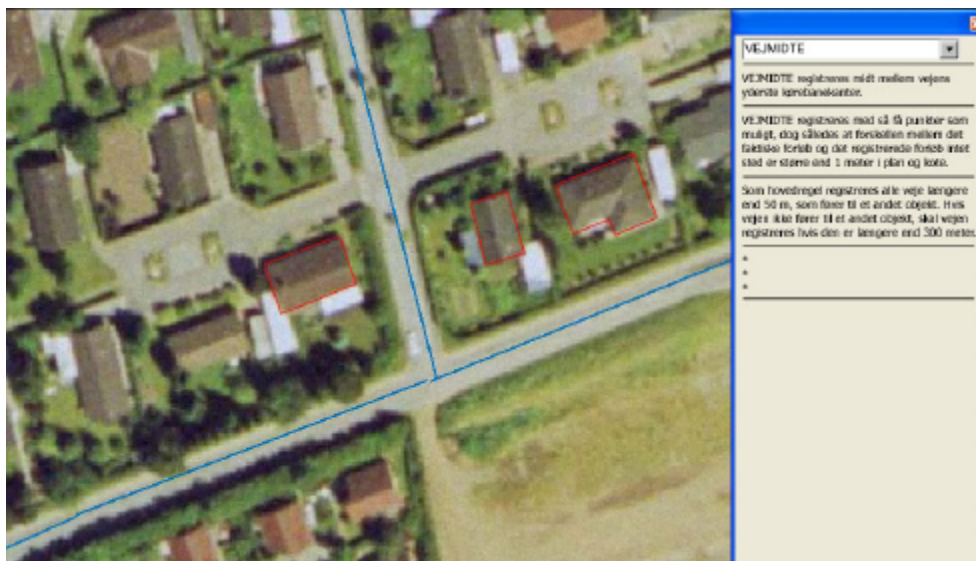 VEJMIDTE
VEJMIDTE registreres midt mellem vejens
yderste kørebanekanter.
VEJMIDTE registreres med så få punkter som
muligt, dog således at forskellen mellem det
faktiske forløb og det registrerede forløb intet
sted er større end 1 meter i plan og kote.
Som hovedregel registreres alle veje længere
end 50 m, som fører til et andet objekt. Hvis
vejen ikke fører til et andet objekt, skal vejen
registreres hvis den er længere end 300 meter.